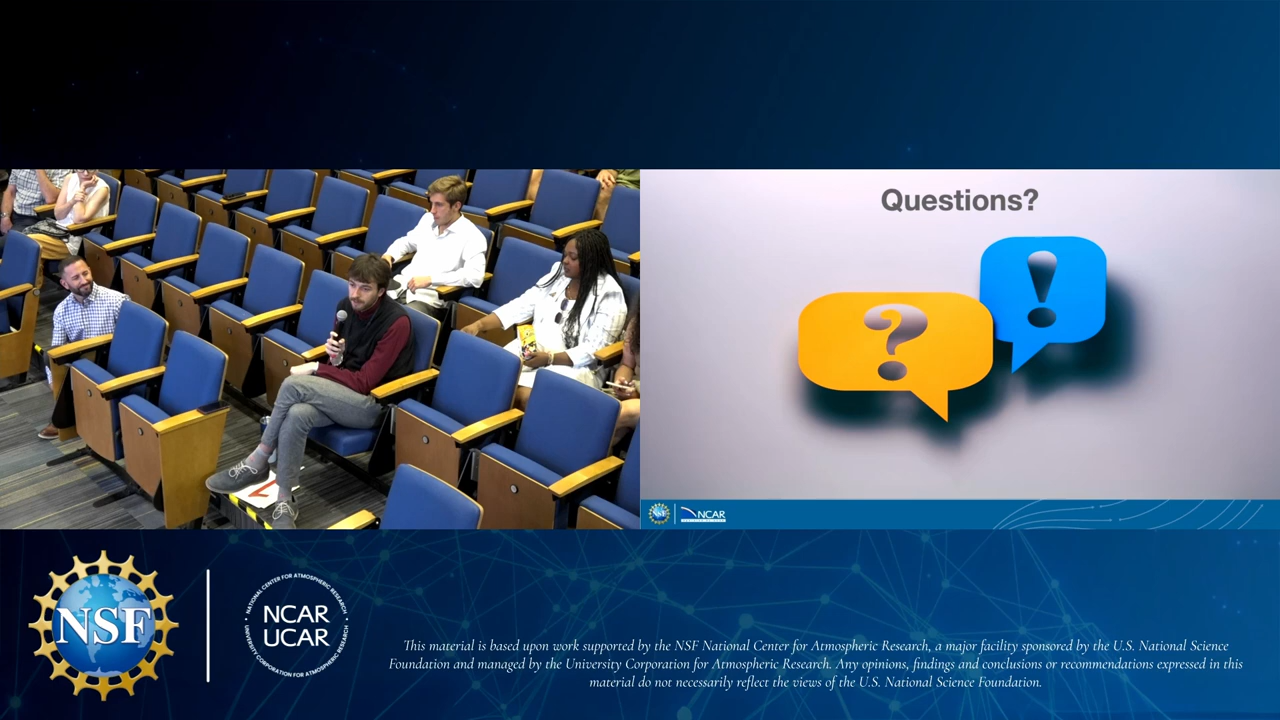 Questions?
?
!
NSF
NCAR
NSF
NATIONAL CENTER FOR ATMOSPHERIC RESEARCH
NCAR
UCAR
UNIVERSITY CORPORATION FOR ATMOSPHERIC RESEARCH
This material is based upon work supported by the NSF National Center for Atmospheric Research, a major facility sponsored by the U.S. National Science
Foundation and managed by the University Corporation for Atmospheric Research. Any opinions, findings and conclusions or recommendations expressed in this
material do not necessarily reflect the views of the U.S. National Science Foundation.